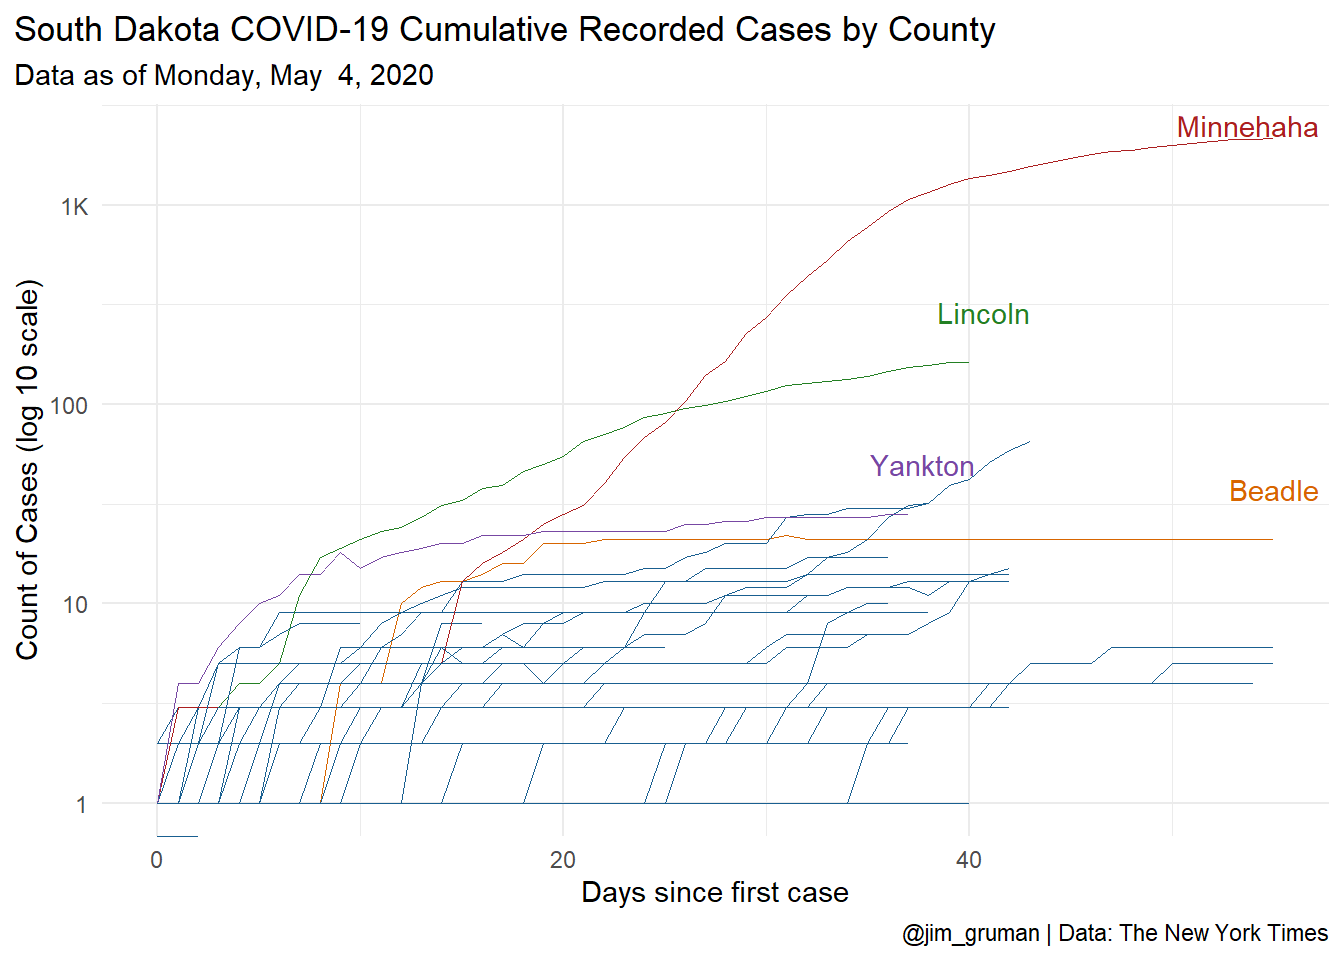 South Dakota COVID-19 Cumulative Recorded Cases by County
Data as of Monday, May  4, 2020
Minnehaha
1K
Lincoln
100
Yankton
Beadle
10
1
Count of Cases (log 10 scale)
0 20 40
Days since first case
@jim_gruman | Data: The New York Times